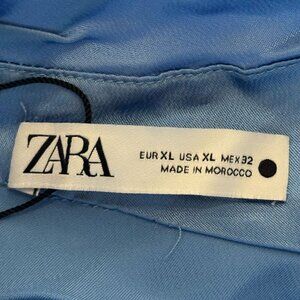 ZARA
EUR XL USA XL MEX 32
MADE IN MOROCCO